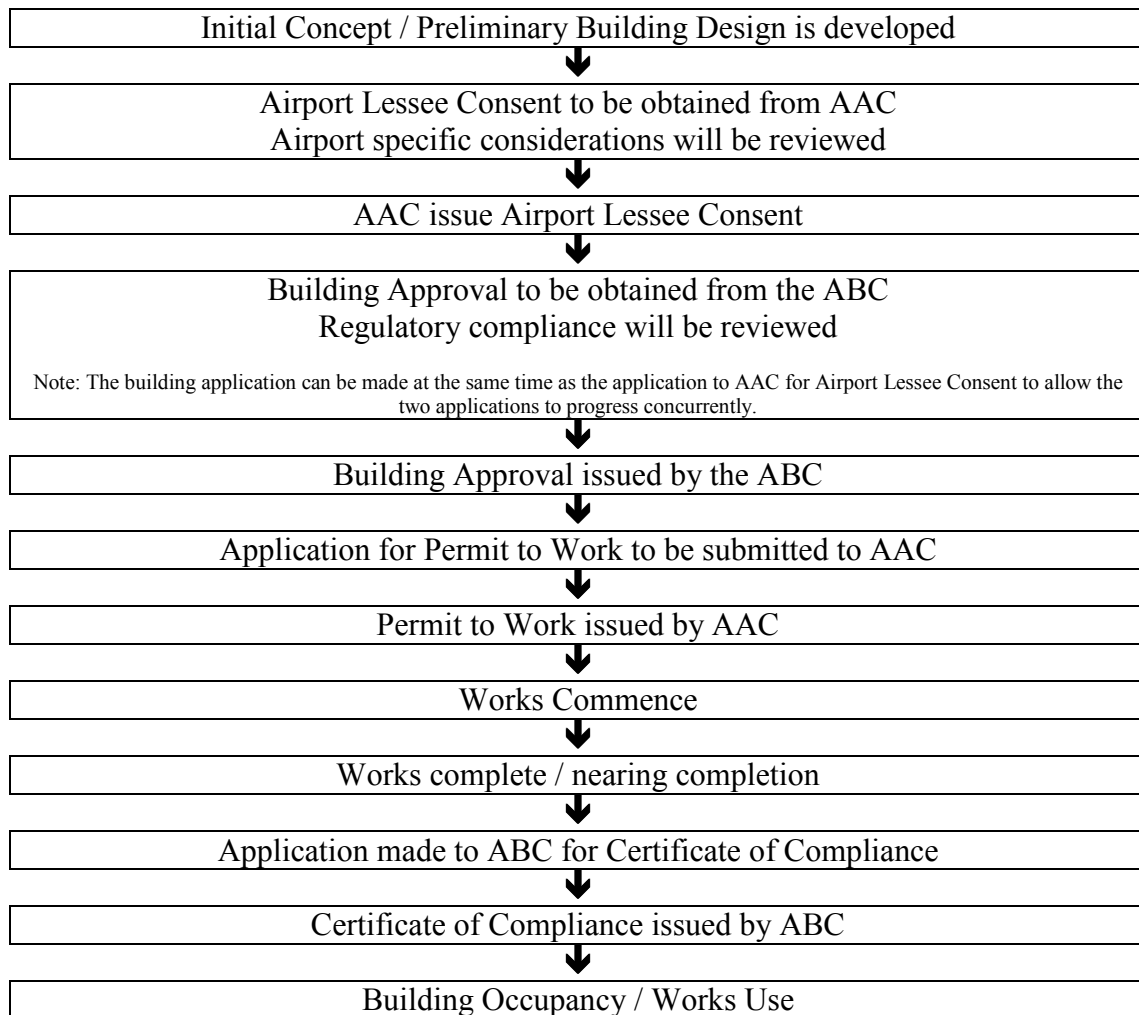 Initial Concept / Preliminary Building Design is developed
Airport Lessee Consent to be obtained from AAC
Airport specific considerations will be reviewed
AAC issue Airport Lessee Consent
Building Approval to be obtained from the ABC
Regulatory compliance will be reviewed
Note: The building application can be made at the same time as the application to AAC for Airport Lessee Consent to allow the
two applications to progress concurrently.
Building Approval issued by the ABC
Application for Permit to Work to be submitted to AAC
Permit to Work issued by AAC
Works Commence
Works complete / nearing completion
Application made to ABC for Certificate of Compliance
Certificate of Compliance issued by ABC
Building Occupancy / Works Use